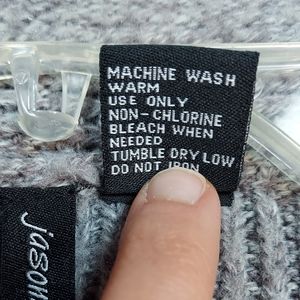 MACHINE WASH
WARM
USE ONLY
NON-CHLORINE
BLEACH WHEN
NEEDED
TUMBLE DRY LOW
DO NOT IRON